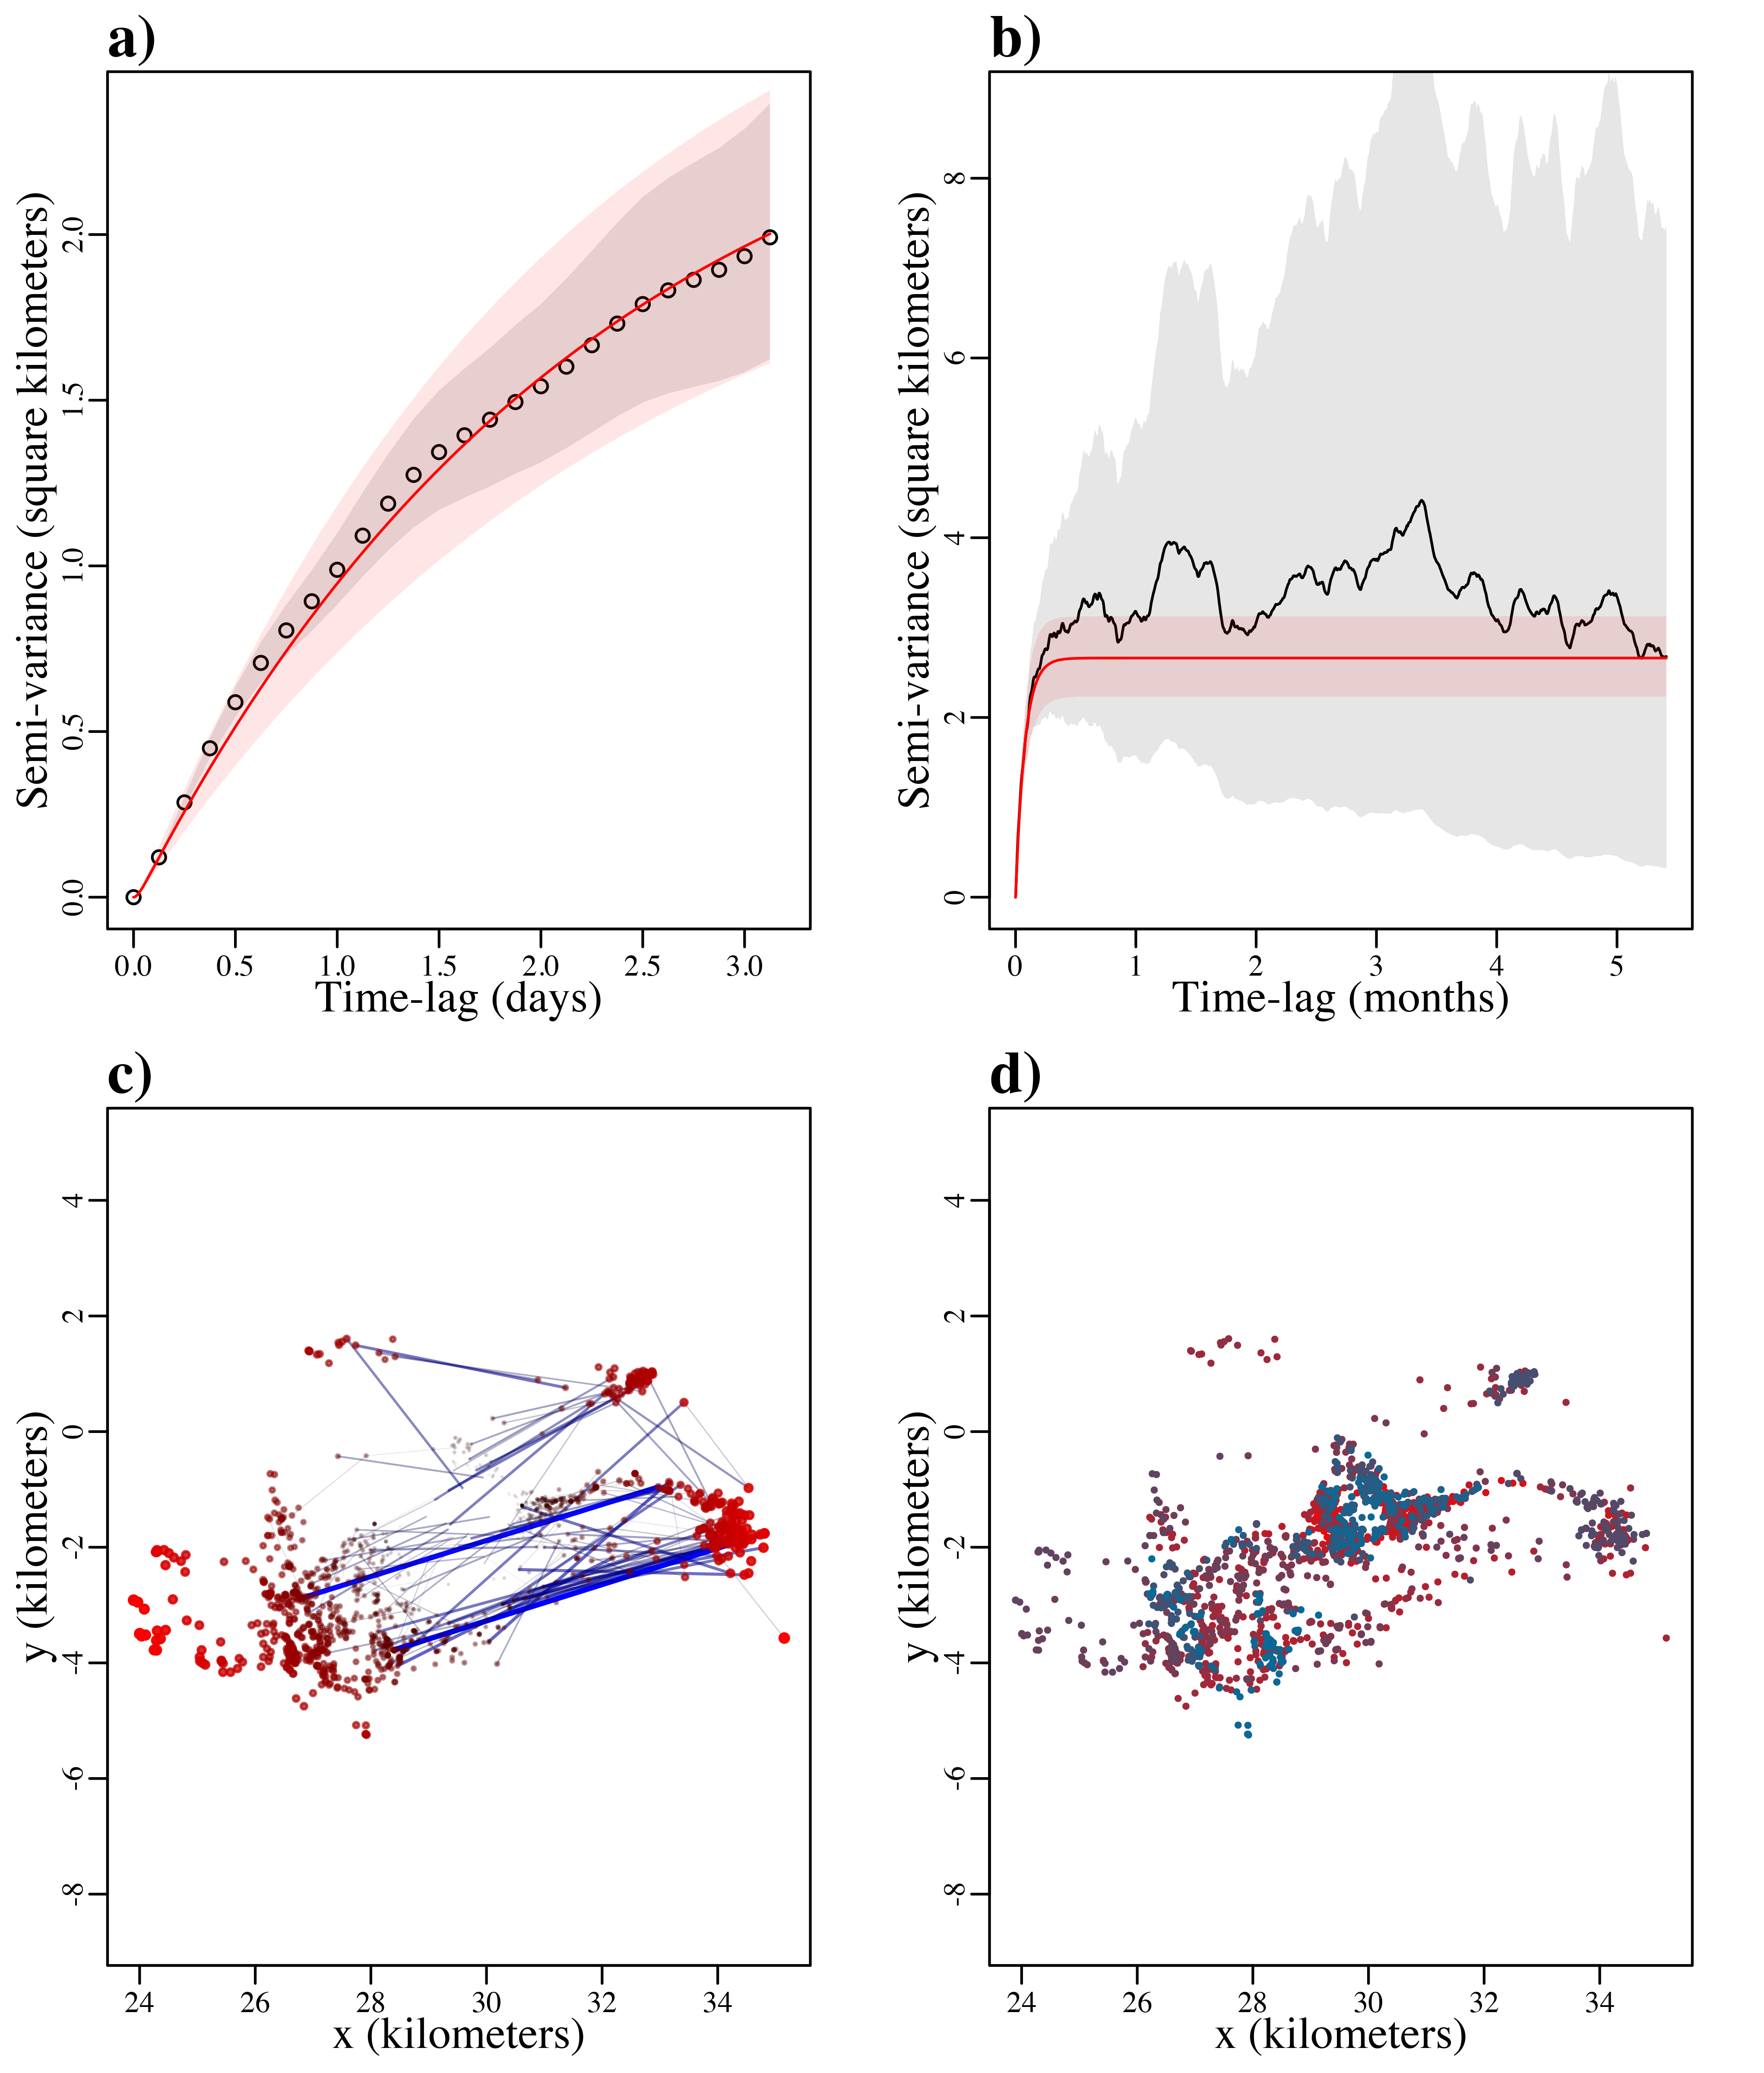 a)
Semi-variance (square kilometers)
0.0 0.5 1.0 1.5 2.0
0.0 0.5 1.0 1.5 2.0 2.5 3.0
Time-lag (days)
b)
Semi-variance (square kilometers)
0 2 4 6 8
0 1 2 3 4 5
Time-lag (months)
c)
y (kilometers)
-8 -6 -4 -2 0 2 4
24 26 28 30 32 34
x (kilometers)
d)
y (kilometers)
-8 -6 -4 -2 0 2 4
24 26 28 30 32 34
x (kilometers)